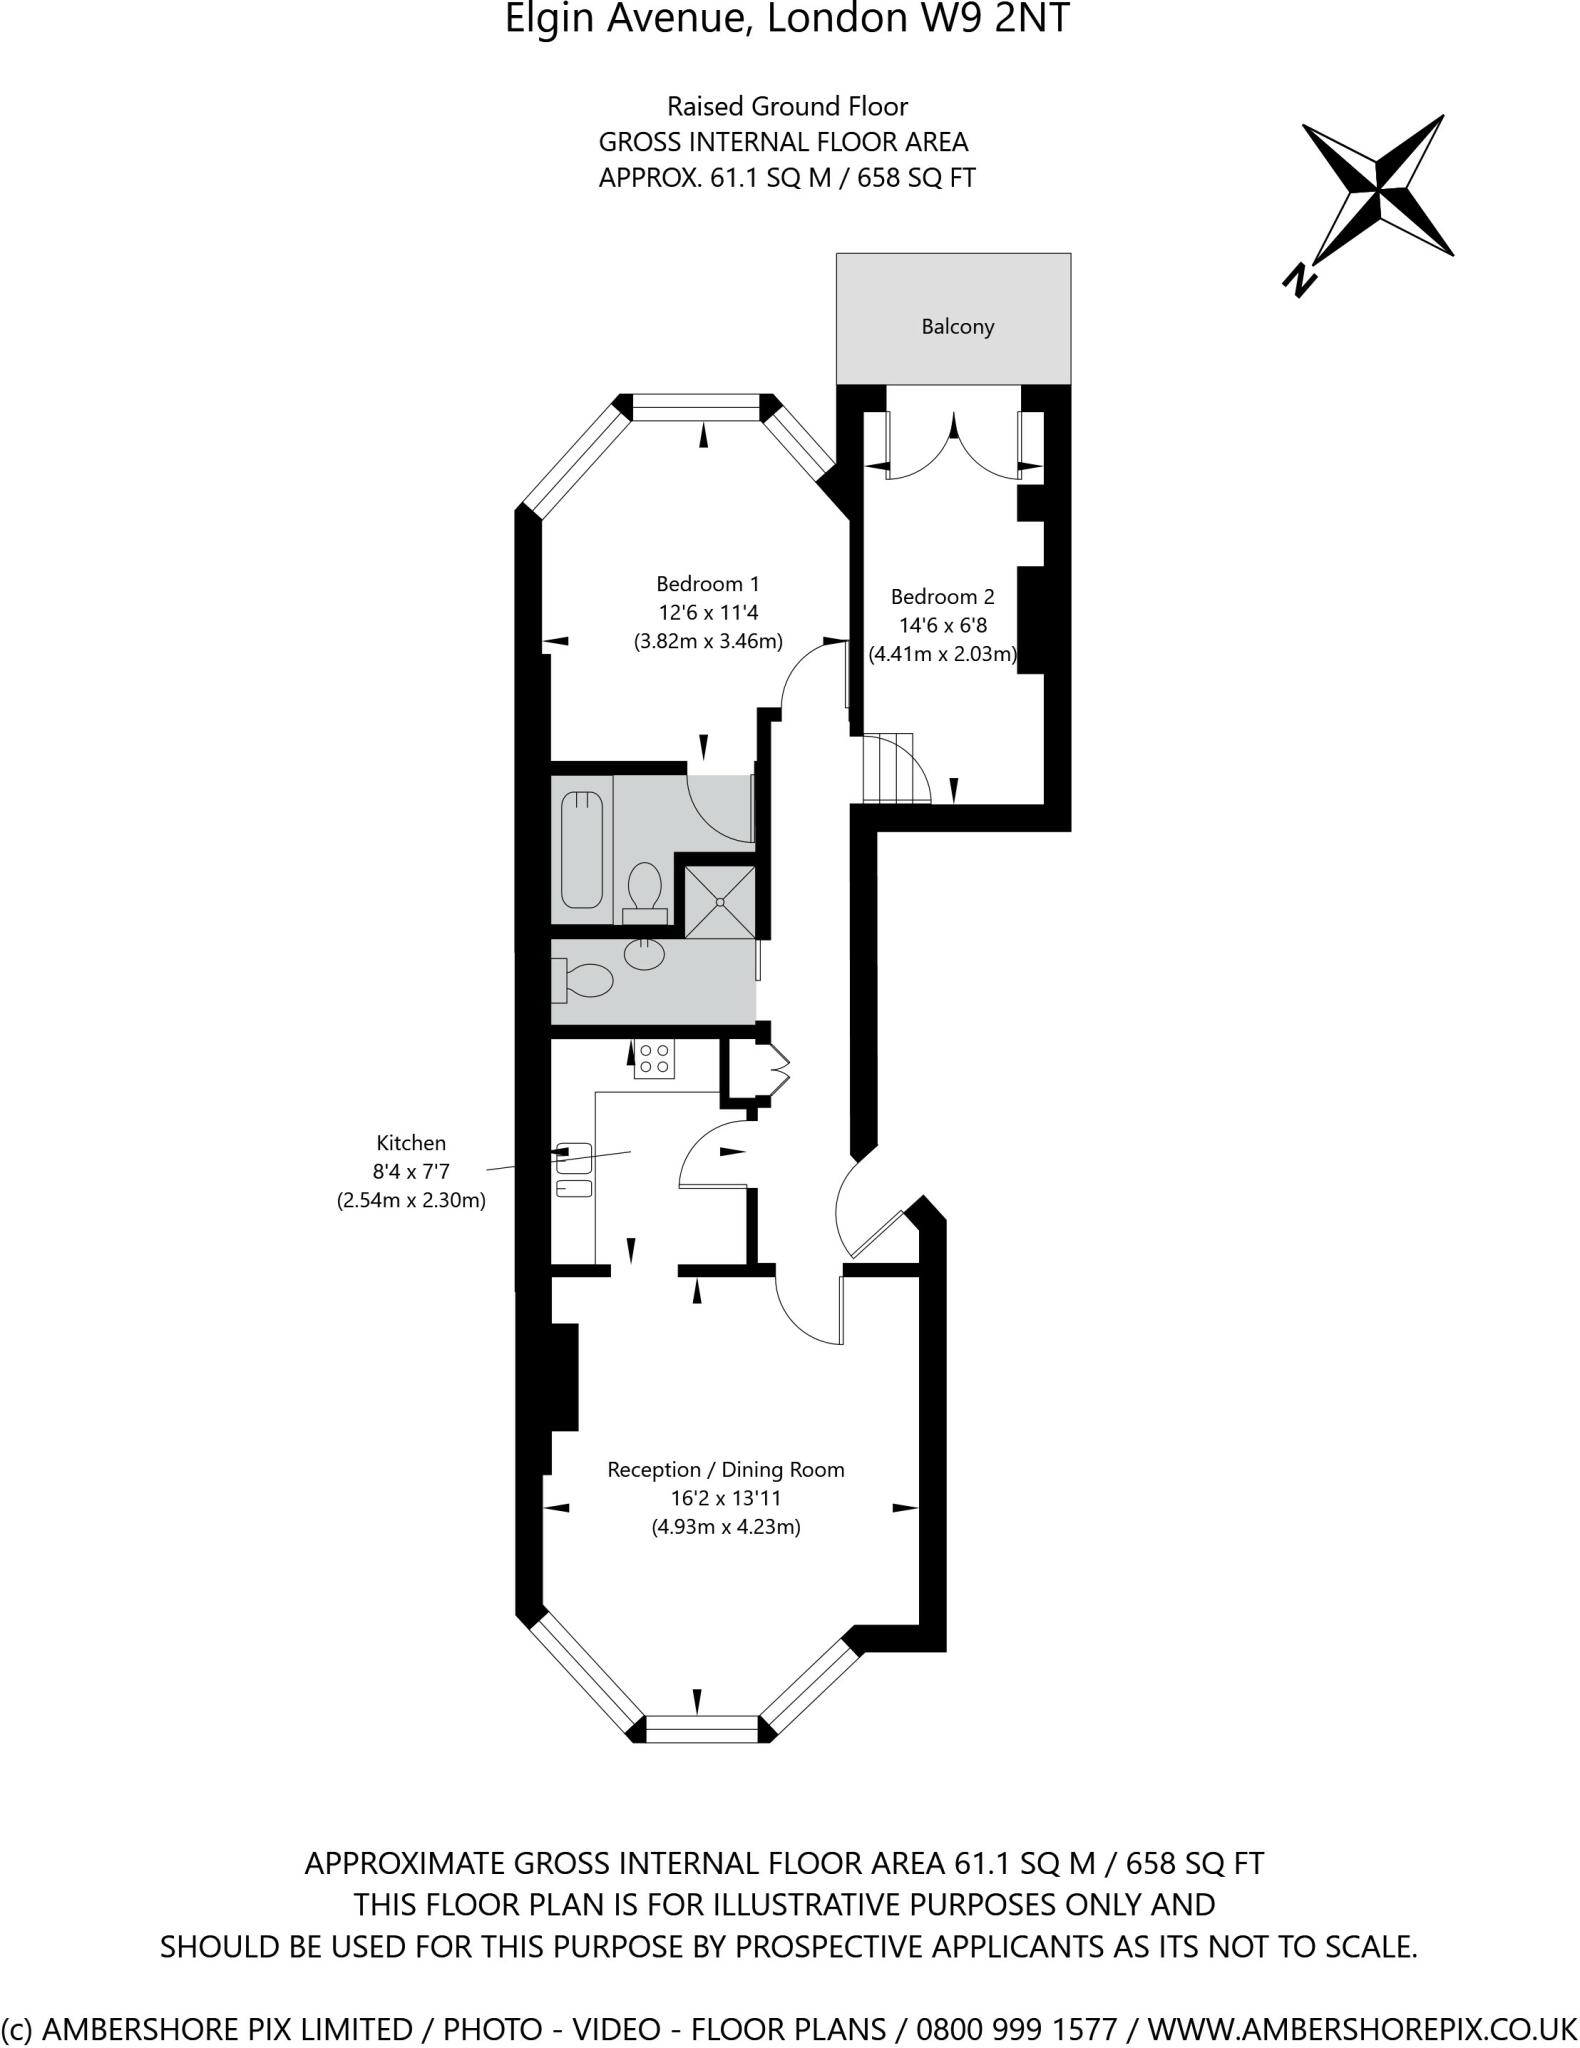 Elgin Avenue, London W9 2NT
Raised Ground Floor
GROSS INTERNAL FLOOR AREA
APPROX. 61.1 SQ M / 658 SQ FT
N
Balcony
Bedroom 1
12'6 x 11'4
(3.82m x 3.46m)
Bedroom 2
14'6 x 6'8
(4.41m x 2.03m)
Kitchen
8'4 x 7'7
(2.54m x 2.30m)
Reception / Dining Room
16'2 x 13'11
(4.93m x 4.23m)
APPROXIMATE GROSS INTERNAL FLOOR AREA 61.1 SQ M / 658 SQ FT
THIS FLOOR PLAN IS FOR ILLUSTRATIVE PURPOSES ONLY AND
SHOULD BE USED FOR THIS PURPOSE BY PROSPECTIVE APPLICANTS AS ITS NOT TO SCALE.
(c) AMBERSHORE PIX LIMITED / PHOTO - VIDEO - FLOOR PLANS / 0800 999 1577 / WWW.AMBERSHOREPIX.CO.UK